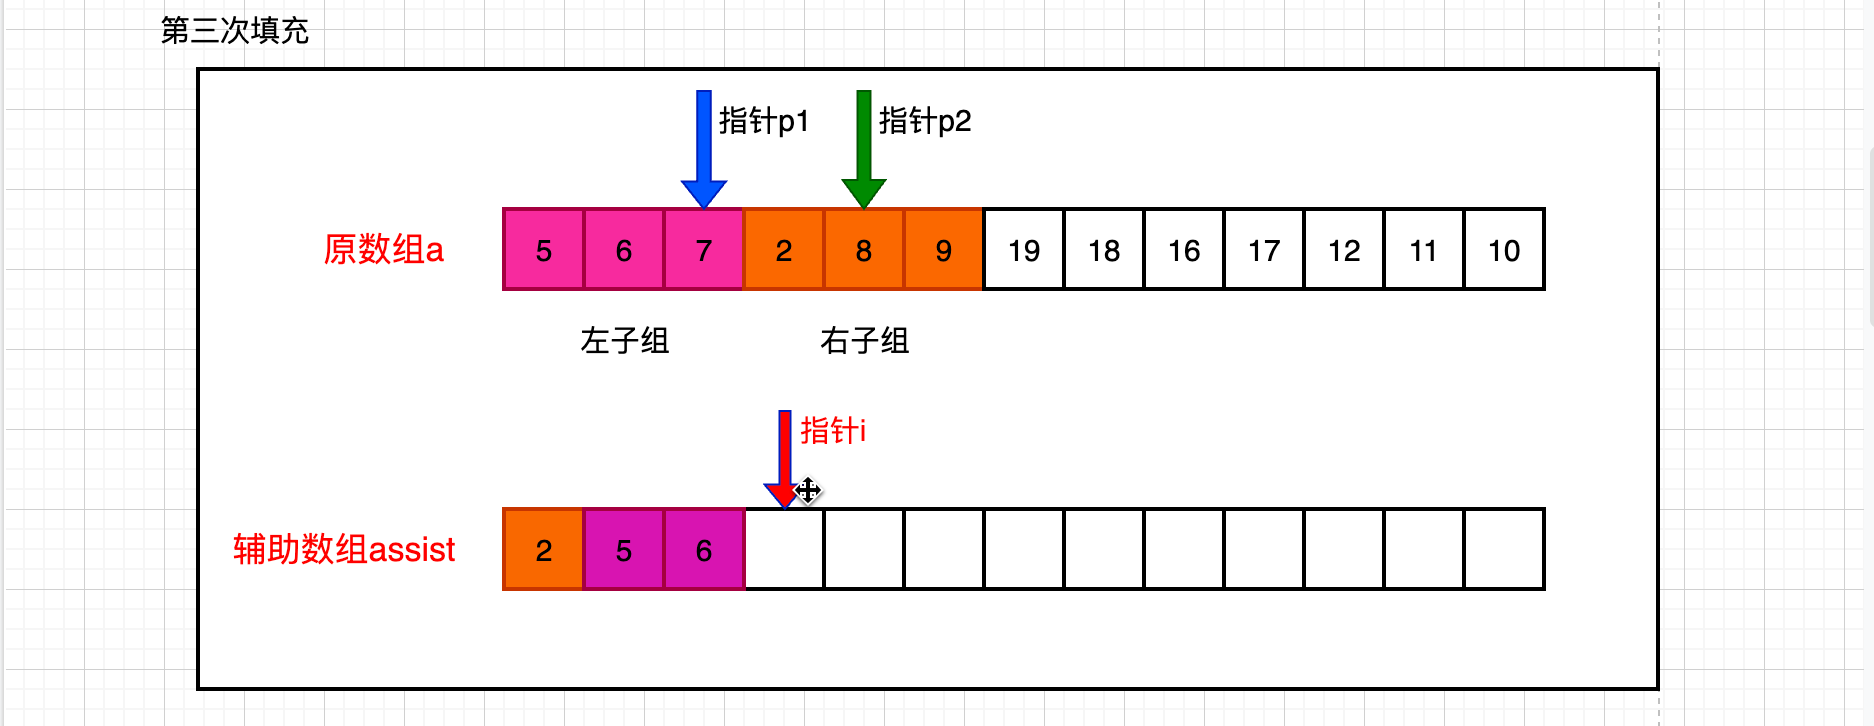 第三次填充
指针p1 指针p2
原数组a 5 6 7 2 8 9 19 18 16 17 12 11 10
左子组 右子组
指针i
辅助数组assist 2 5 6